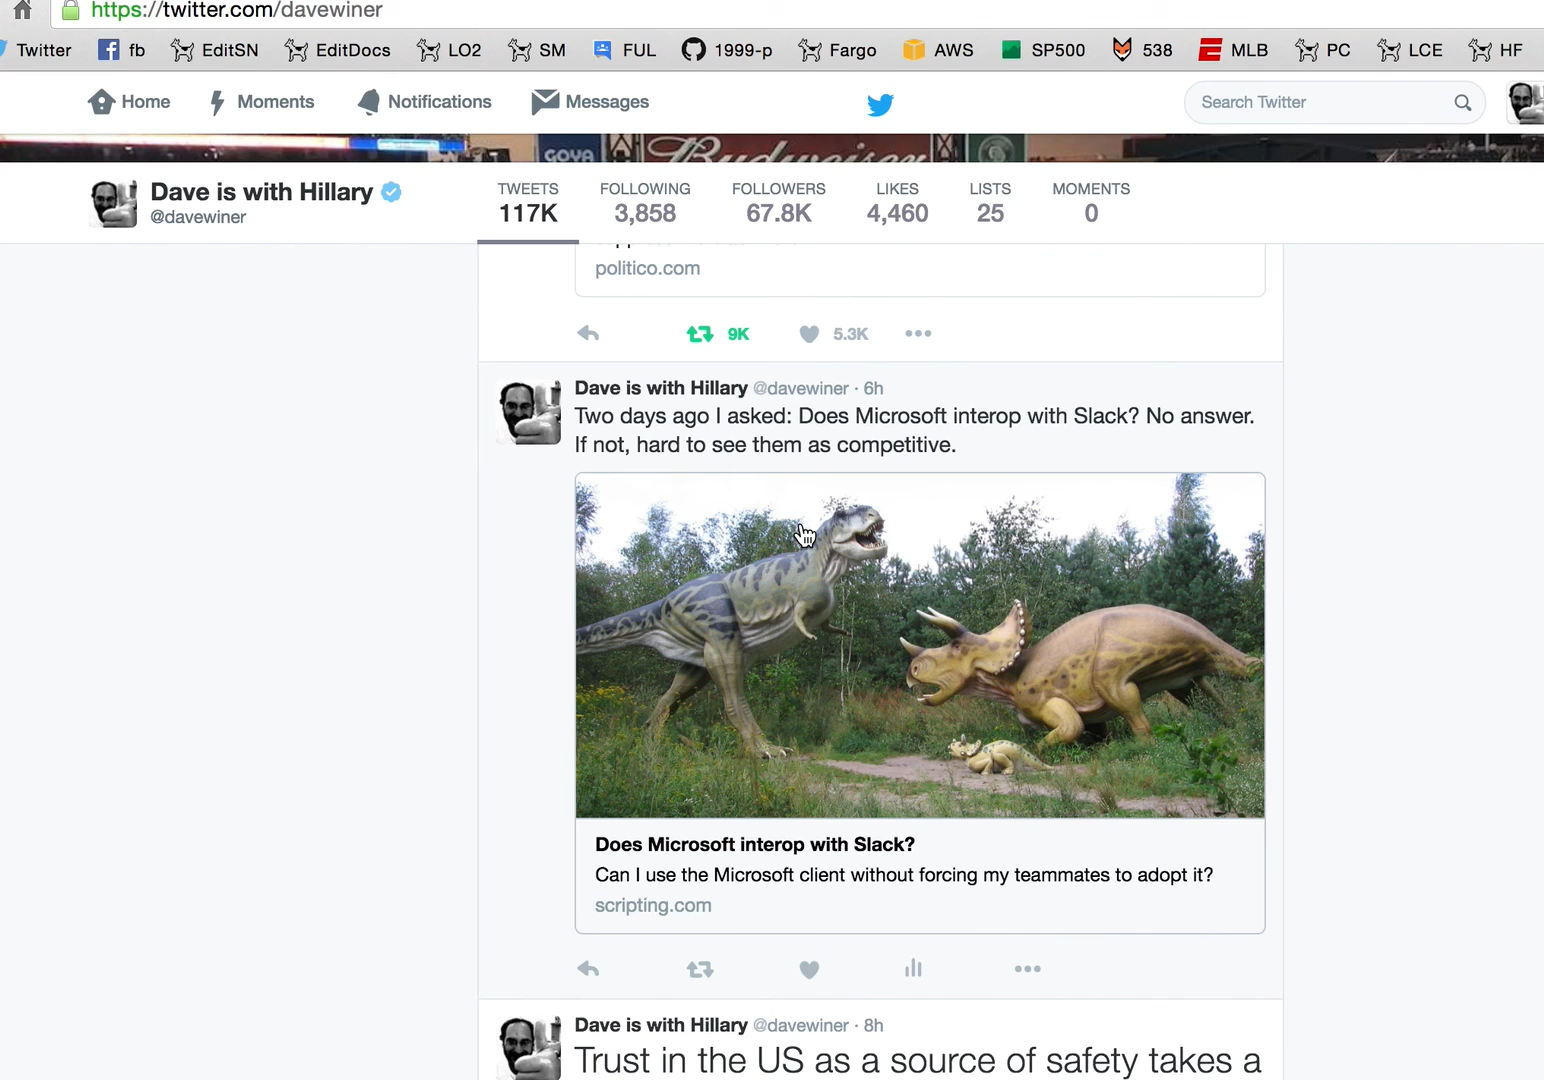 https://twitter.com/davewiner
Twitter fb EditSN EditDocs LO2 SM FUL 1999-p Fargo AWS SP500 538 MLB PC LCE HF
Home Moments Notifications Messages Search Twitter
GOYA Budweiser
Dave is with Hillary
@davewiner
TWEETS FOLLOWING FOLLOWERS LIKES LISTS MOMENTS
117K 3,858 67.8K 4,460 25 0
politico.com
9K 5.3K
Dave is with Hillary @davewiner · 6h
Two days ago I asked: Does Microsoft interop with Slack? No answer.
If not, hard to see them as competitive.
Does Microsoft interop with Slack?
Can I use the Microsoft client without forcing my teammates to adopt it?
scripting.com
Dave is with Hillary @davewiner · 8h
Trust in the US as a source of safety takes a